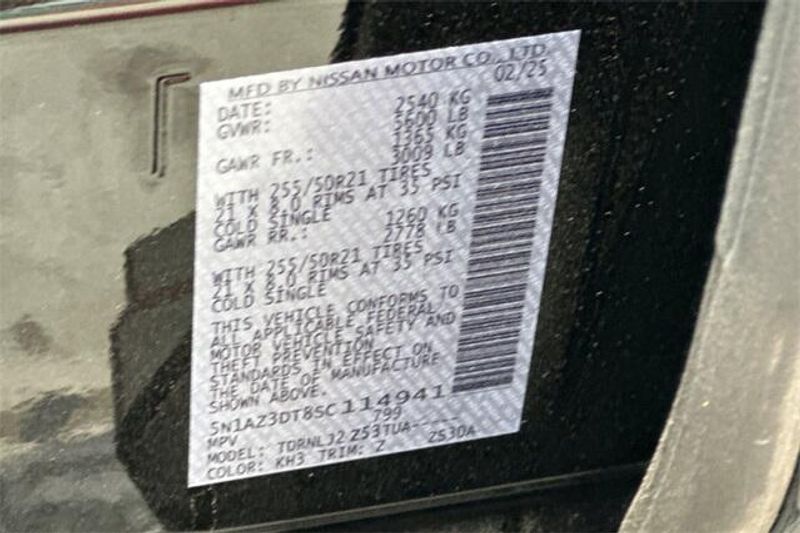 MFD BY NISSAN MOTOR CO., LTD.
DATE: 02/25
GVWR: 2540 KG
5600 LB
GAWR FR.: 1365 KG
3009 LB
WITH 255/50R21 TIRES
21 X 8.0 RIMS AT 35 PSI
COLD SINGLE
GAWR RR.: 1260 KG
2778 LB
WITH 255/50R21 TIRES
21 X 8.0 RIMS AT 35 PSI
COLD SINGLE
THIS VEHICLE CONFORMS TO
ALL APPLICABLE FEDERAL
MOTOR VEHICLE SAFETY AND
THEFT PREVENTION
STANDARDS IN EFFECT ON
THE DATE OF MANUFACTURE
SHOWN ABOVE.
5N1AZ3DT8SC114941
MPV 799
MODEL: TDRNLJ2 Z53TUA-----
COLOR: KH3 TRIM: Z ZS30A